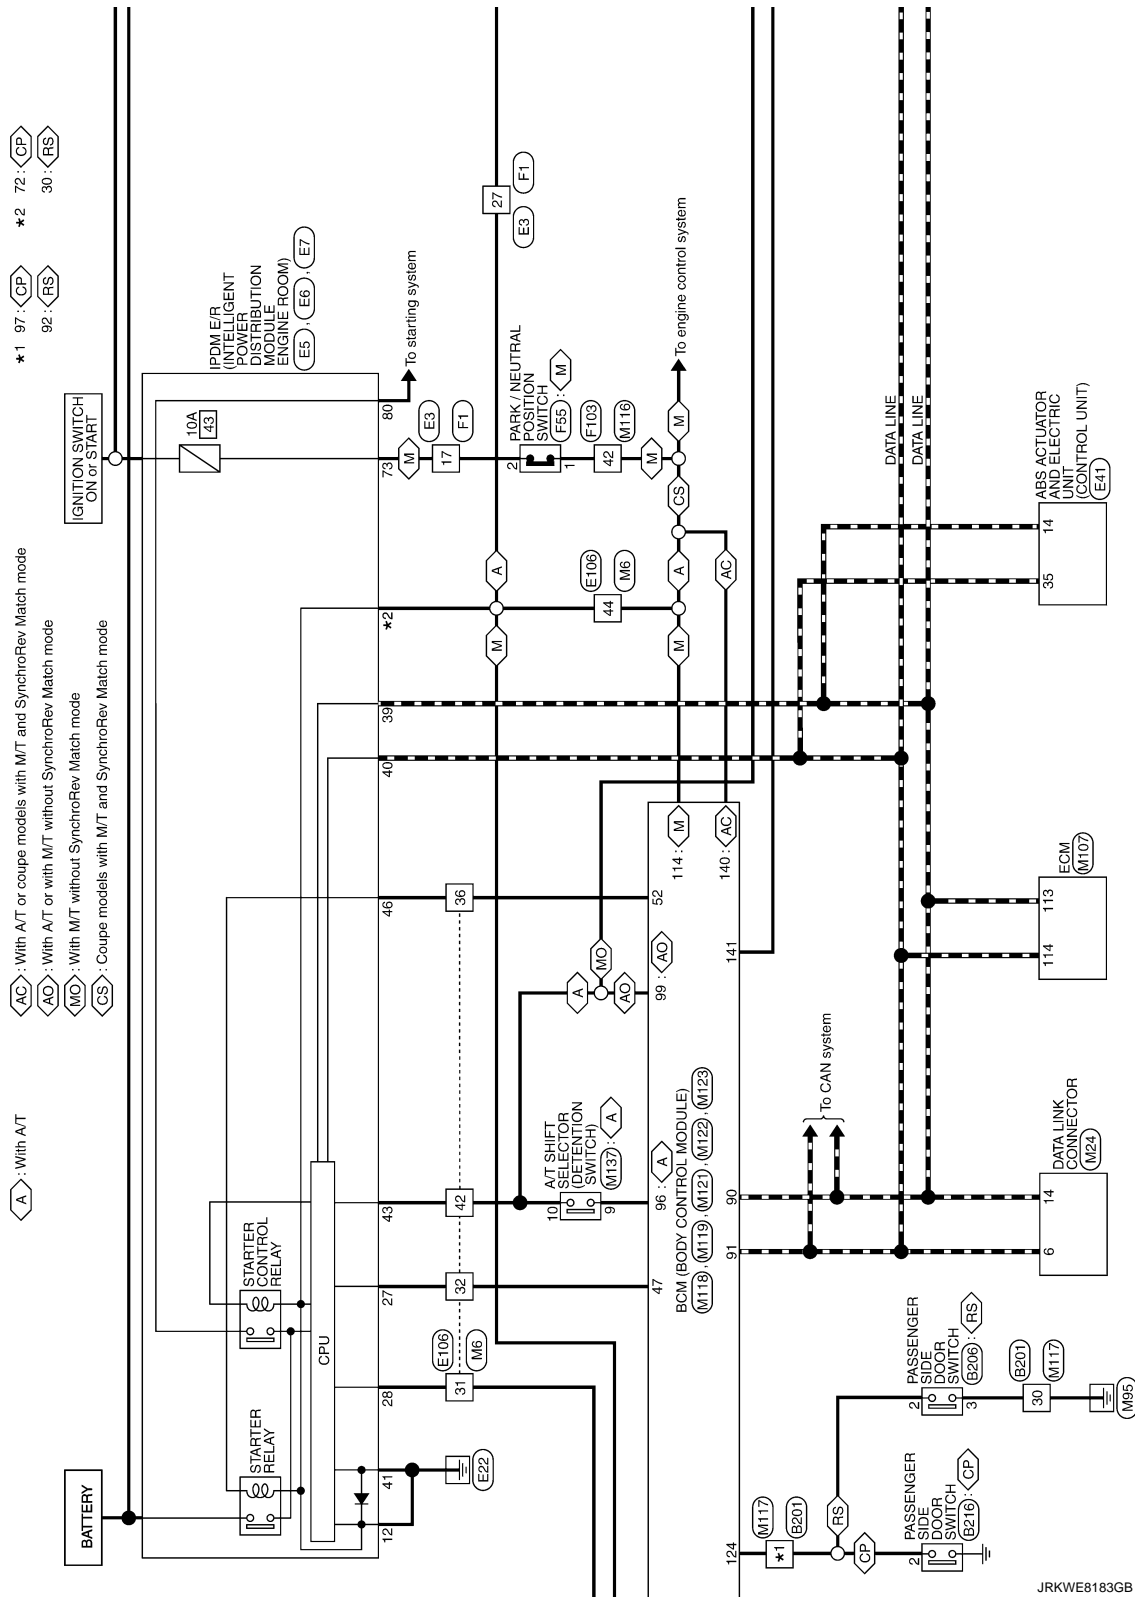 A : With A/T
AC : With A/T or coupe models with M/T and SynchroRev Match mode
AO : With A/T or with M/T without SynchroRev Match mode
MO : With M/T without SynchroRev Match mode
CS : Coupe models with M/T and SynchroRev Match mode
*1 97 : CP
92 : RS
*2 72 : CP
30 : RS
BATTERY
IGNITION SWITCH
ON or START
STARTER
RELAY
STARTER
CONTROL
RELAY
CPU
10A
43
IPDM E/R
(INTELLIGENT
POWER
DISTRIBUTION
MODULE
ENGINE ROOM)
E5 , E6 , E7
12
41
28
27
43
46
40
39
*2
73
80
To starting system
E22
E106
31
M6
32
42
36
M
17
E3
F1
A/T SHIFT
SELECTOR
(DETENTION
SWITCH)
M137 : A
10
9
A
MO
AO
M
A
27
E3
F1
E106
44
M6
2
1
PARK / NEUTRAL
POSITION
SWITCH
F55 : M
F103
42
M116
M
M
A
CS
M
To engine control system
AC
47
96 : A
99 : AO
52
114 : M
140 : AC
BCM (BODY CONTROL MODULE)
M118 , M119 , M121 , M122 , M123
124
91
90
141
M117
*1
B201
RS
CP
2
PASSENGER
SIDE
DOOR
SWITCH
B216 : CP
2
3
PASSENGER
SIDE
DOOR
SWITCH
B206 : RS
B201
30
M117
M95
To CAN system
DATA LINE
DATA LINE
6
14
DATA LINK
CONNECTOR
M24
114
113
ECM
M107
35
14
ABS ACTUATOR
AND ELECTRIC
UNIT
(CONTROL UNIT)
E41
JRKWE8183GB